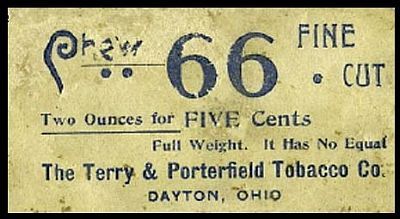 Phew 66 FINE CUT
Two Ounces for FIVE Cents
Full Weight. It Has No Equal
The Terry & Porterfield Tobacco Co.
DAYTON, OHIO